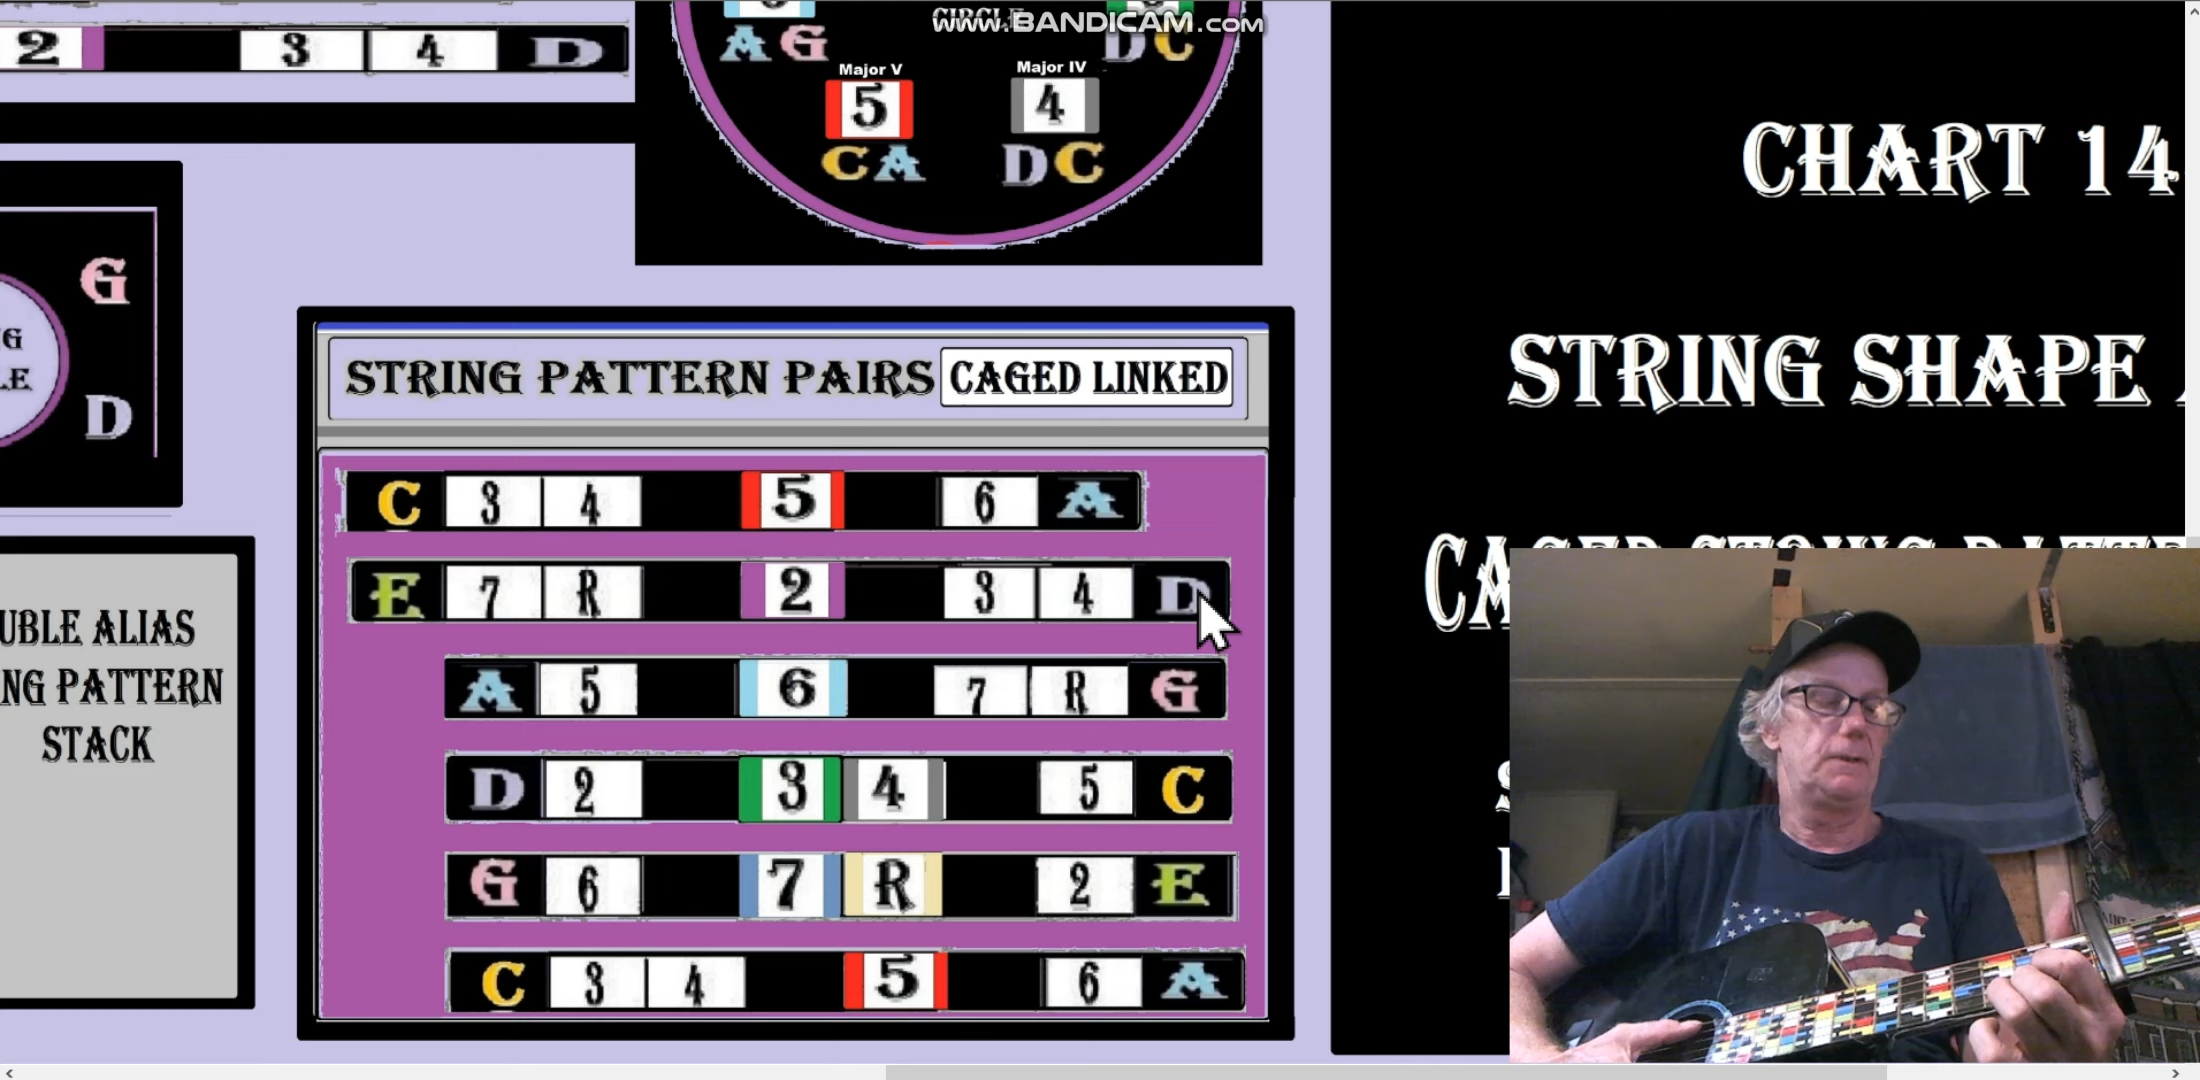 2 3 4 D
CIRCLE
www.BANDICAM.com
A G
D C
Major V
Major IV
5
4
C A
D C
CHART 14
G
D
STRING SHAPE
STRING PATTERN PAIRS CAGED LINKED
C 3 4 5 6 A
E 7 R 2 3 4 D
A 5 6 7 R G
D 2 3 4 5 C
G 6 7 R 2 E
C 3 4 5 6 A
UBLE ALIAS
NG PATTERN
STACK